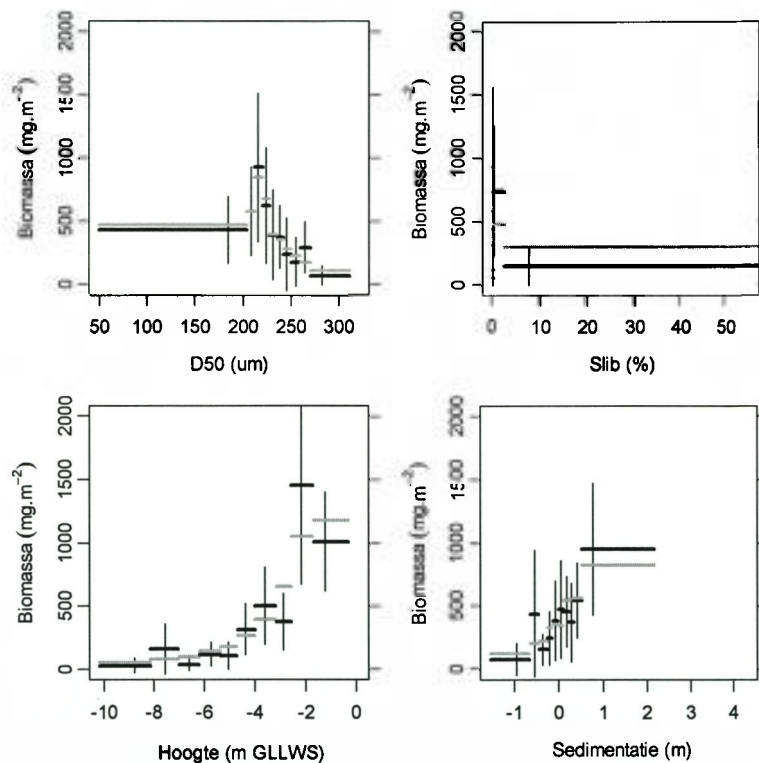 Biomassa (mg.m⁻²)
0 500 1000 1500 2000
50 100 150 200 250 300
D50 (um)
Biomassa (mg.m⁻²)
0 500 1000 1500 2000
0 10 20 30 40 50
Slib (%)
Biomassa (mg.m⁻²)
0 500 1000 1500 2000
-10 -8 -6 -4 -2 0
Hoogte (m GLLWS)
Biomassa (mg.m⁻²)
0 500 1000 1500 2000
-1 0 1 2 3 4
Sedimentatie (m)